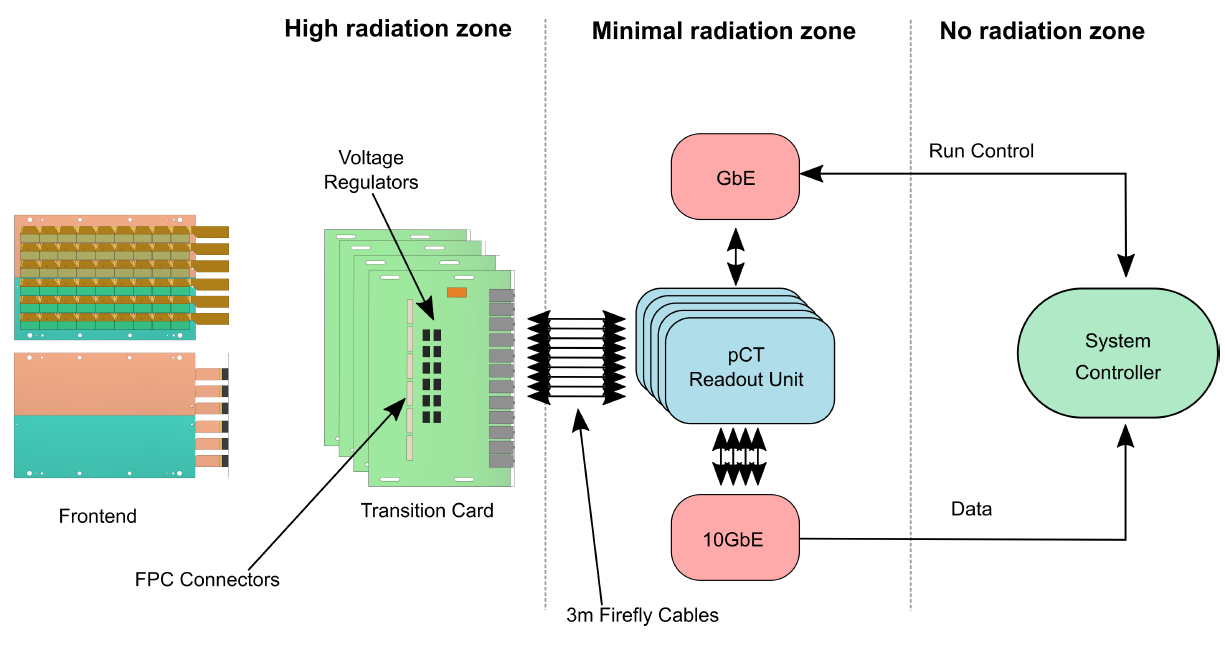 High radiation zone
Minimal radiation zone
No radiation zone
Voltage
Regulators
GbE
Run Control
pCT
Readout Unit
System
Controller
Frontend
Transition Card
10GbE
Data
FPC Connectors
3m Firefly Cables